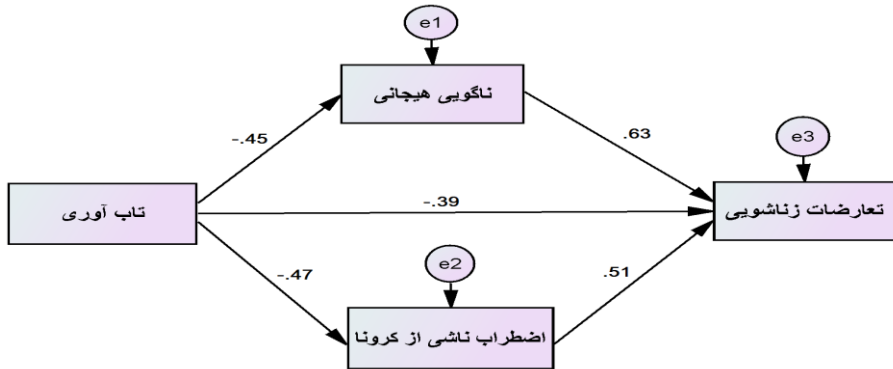 e1
ناگویی هیجانی
-.45
.63
e3
تاب آوری
-.39
تعارضات زناشویی
e2
-.47
.51
اضطراب ناشی از کرونا